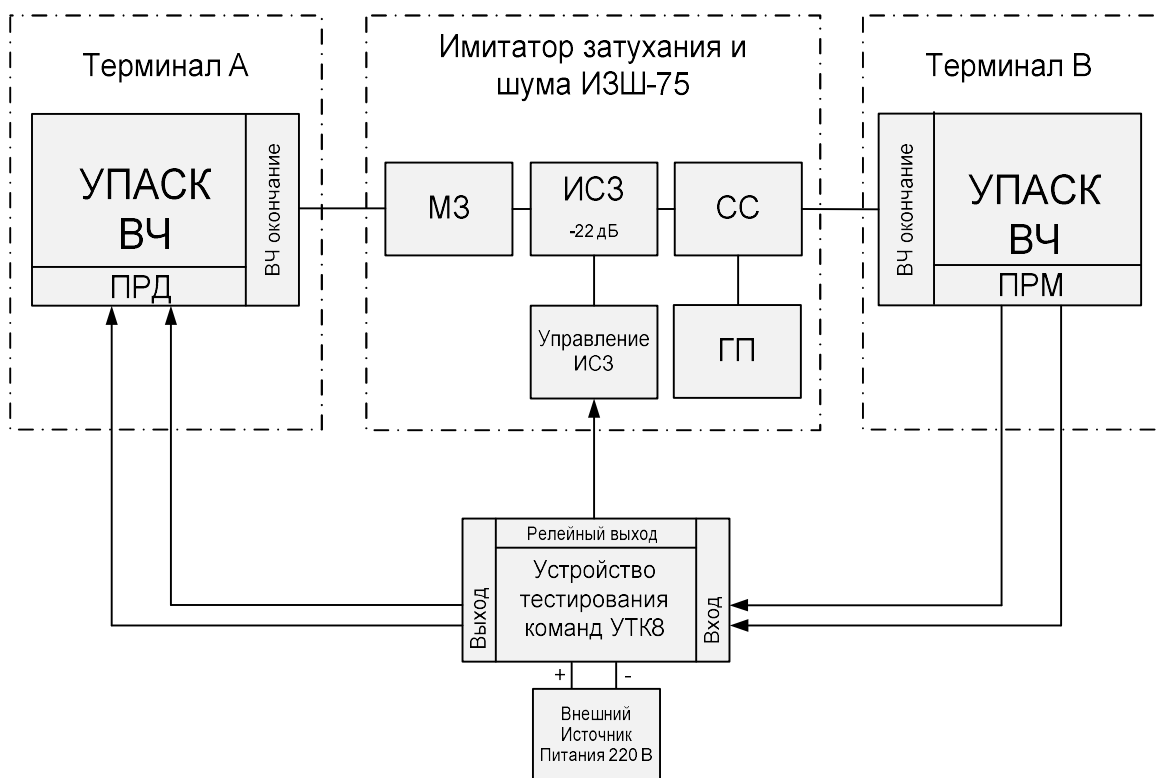 Терминал А
УПАСК
ВЧ
ПРД
ВЧ окончание
Имитатор затухания и
шума ИЗШ-75
МЗ
ИСЗ
-22 дБ
СС
Управление
ИСЗ
ГП
Терминал В
ВЧ окончание
УПАСК
ВЧ
ПРМ
Релейный выход
Выход
Устройство
тестирования
команд УТК8
Вход
+ -
Внешний
Источник
Питания 220 В